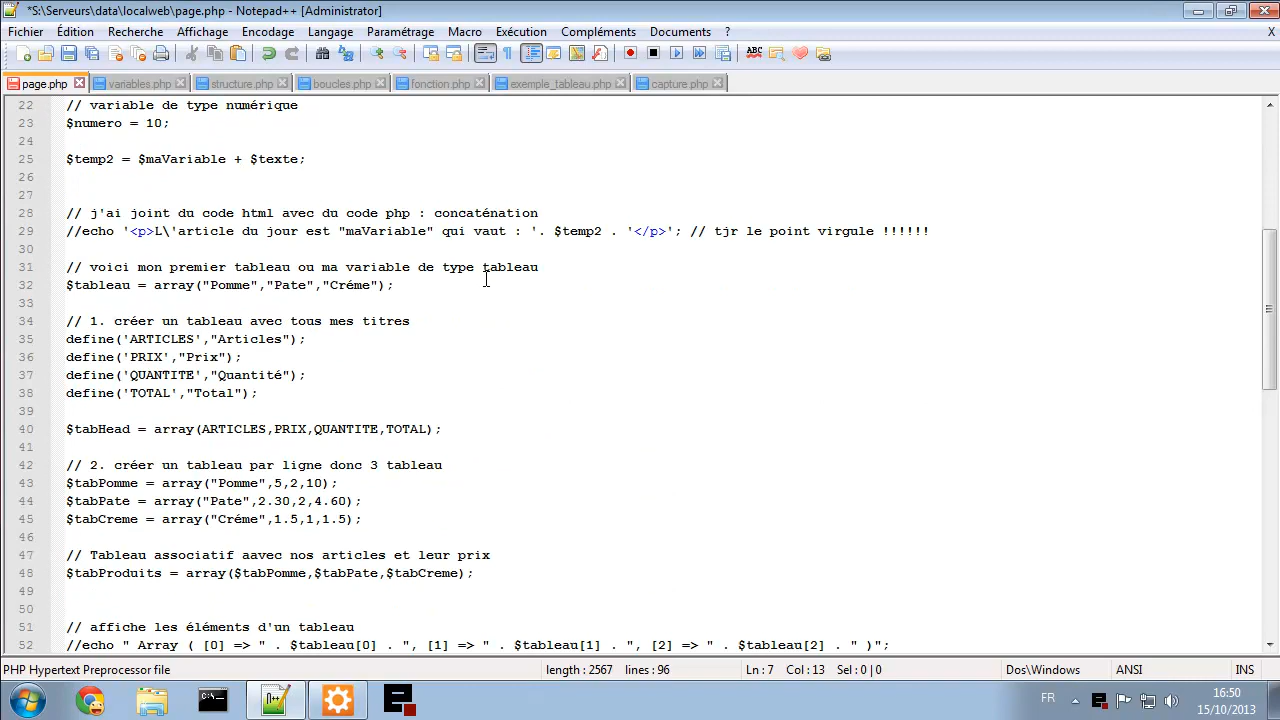 *S:\Serveurs\data\localweb\page.php - Notepad++ [Administrator]
Fichier Édition Recherche Affichage Encodage Langage Paramétrage Macro Exécution Compléments Documents ? X
ABC
page.php variables.php structure.php boucles.php fonction.php exemple_tableau.php capture.php
22 // variable de type numérique
23 $numero = 10;
24
25 $temp2 = $maVariable + $texte;
26
27
28 // j'ai joint du code html avec du code php : concaténation
29 //echo '<p>L\'article du jour est "maVariable" qui vaut : '. $temp2 . '</p>'; // tjr le point virgule !!!!!!
30
31 // voici mon premier tableau ou ma variable de type tableau
32 $tableau = array("Pomme","Pate","Créme");
33
34 // 1. créer un tableau avec tous mes titres
35 define('ARTICLES',"Articles");
36 define('PRIX',"Prix");
37 define('QUANTITE',"Quantité");
38 define('TOTAL',"Total");
39
40 $tabHead = array(ARTICLES,PRIX,QUANTITE,TOTAL);
41
42 // 2. créer un tableau par ligne donc 3 tableau
43 $tabPomme = array("Pomme",5,2,10);
44 $tabPate = array("Pate",2.30,2,4.60);
45 $tabCreme = array("Créme",1.5,1,1.5);
46
47 // Tableau associatif aavec nos articles et leur prix
48 $tabProduits = array($tabPomme,$tabPate,$tabCreme);
49
50
51 // affiche les éléments d'un tableau
52 //echo " Array ( [0] => " . $tableau[0] . ", [1] => " . $tableau[1] . ", [2] => " . $tableau[2] . " )";
PHP Hypertext Preprocessor file length : 2567 lines : 96 Ln : 7 Col : 13 Sel : 0 | 0 Dos\Windows ANSI INS
FR 16:50
15/10/2013